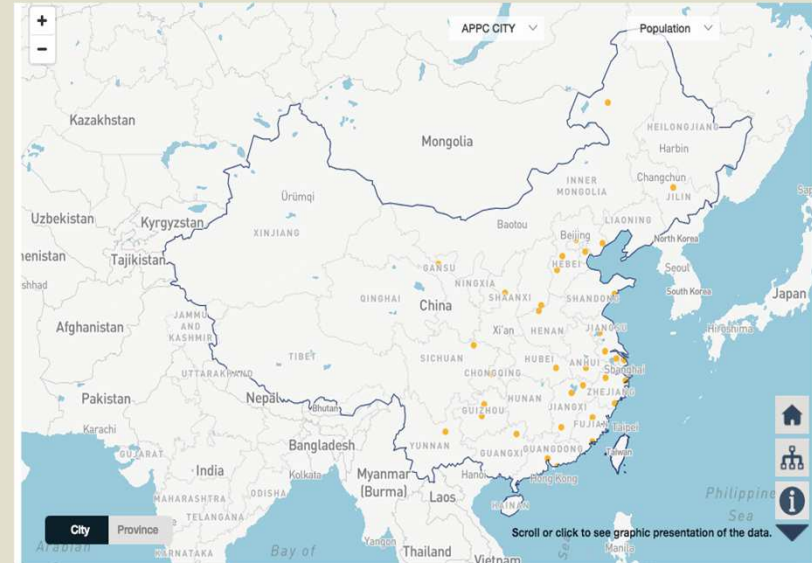 +
−
APPC CITY
Population
Kazakhstan
Mongolia
HEILONGJIANG
Harbin
Changchun
JILIN
INNER
MONGOLIA
Ürümqi
XINJIANG
Baotou
LIAONING
Uzbekistan
Kyrgyzstan
Beijing
North Korea
Tajikistan
GANSU
HEBEI
Seoul
NINGXIA
South Korea
Japan
QINGHAI
China
SHAANXI
SHANDONG
Afghanistan
JAMMU
AND
KASHMIR
Xi'an
HENAN
JIANGSU
Hiroshima
TIBET
SICHUAN
HUBEI
ANHUI
Shanghai
UTTARAKHAND
CHONGQING
ZHEJIANG
Pakistan
Nepal
Bhutan
HUNAN
JIANGXI
GUIZHOU
Karachi
FUJIAN
Taipei
GUJARAT
Bangladesh
YUNNAN
GUANGXI
GUANGDONG
Taiwan
India
Kolkata
Myanmar
(Burma)
Hanoi
Hong Kong
Laos
MAHARASHTRA
ODISHA
HAINAN
Philippine
Sea
TELANGANA
City
Province
Scroll or click to see graphic presentation of the data.
Arabian
KARNATAKA
Bay of
Yangon
Thailand
Vietnam
Manila